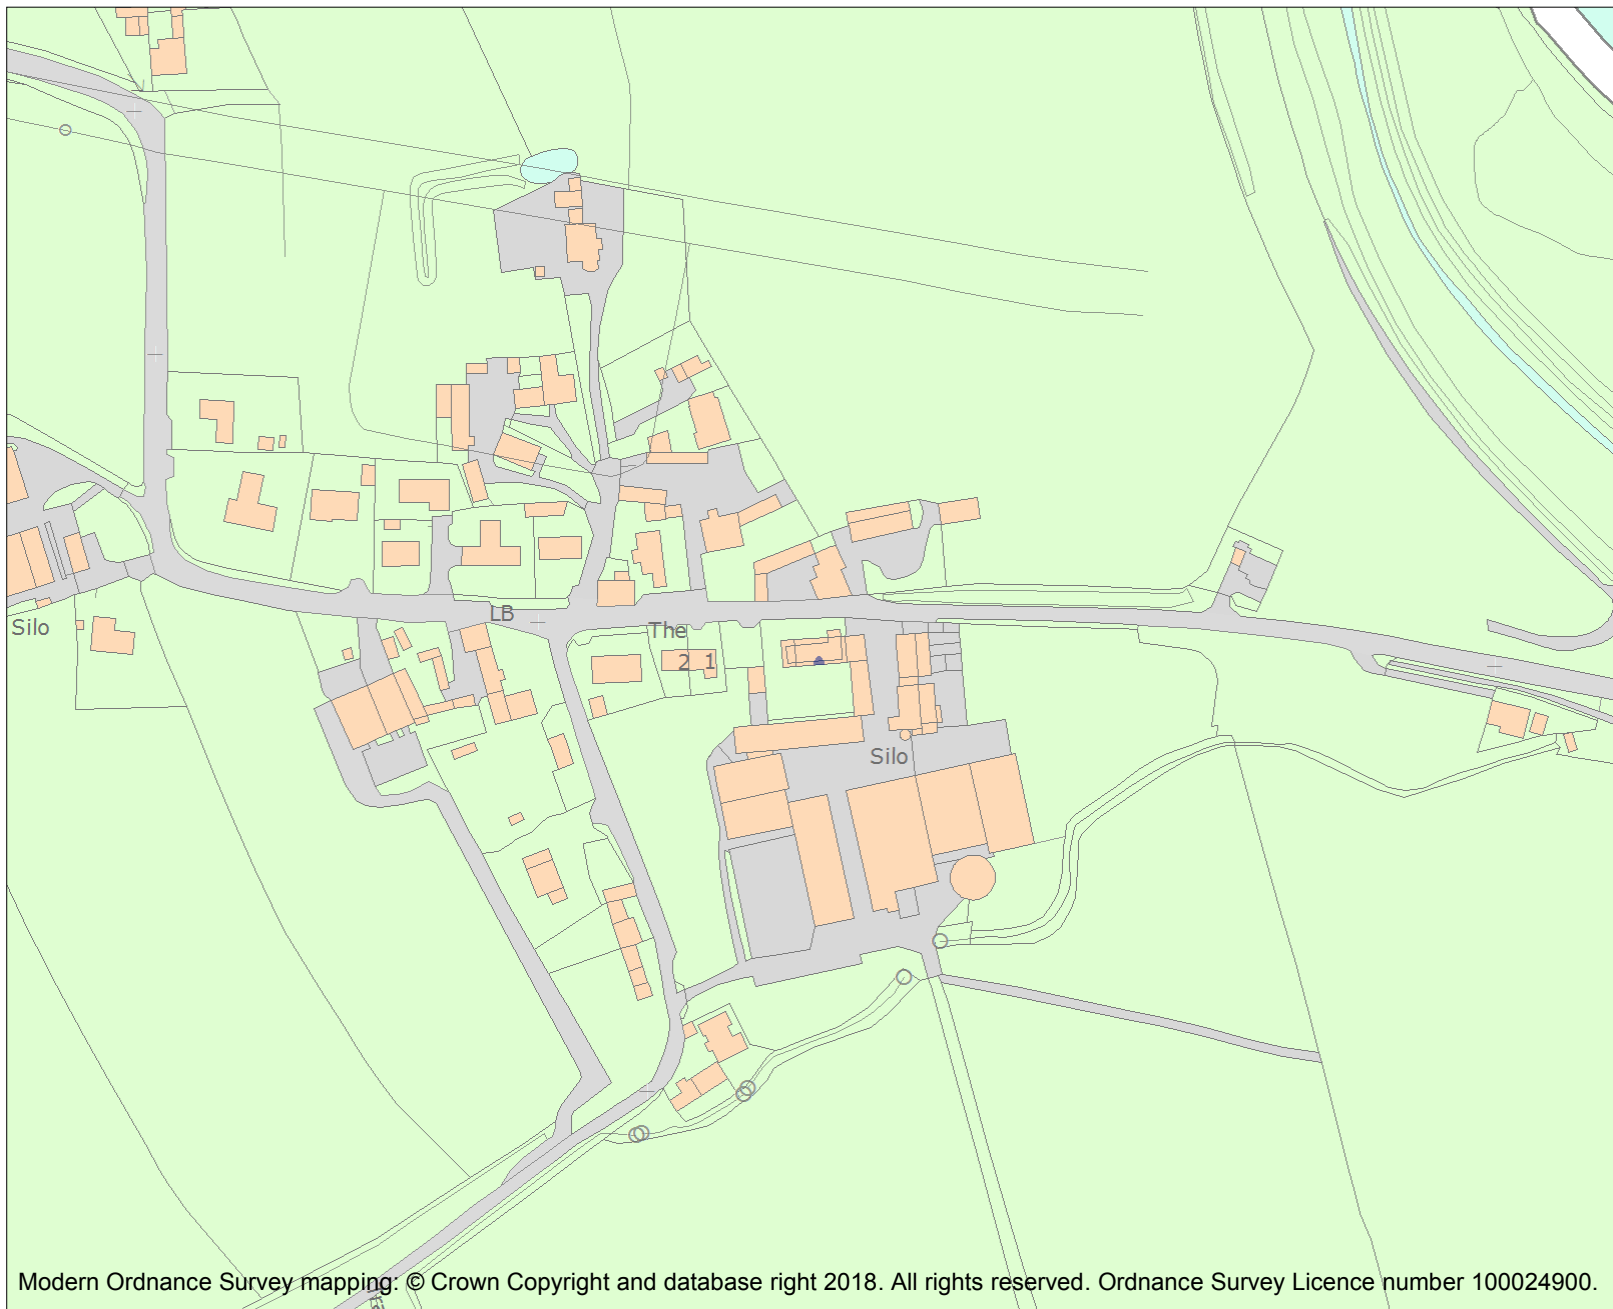 LB
Silo
The
2 1
Silo
Modern Ordnance Survey mapping: © Crown Copyright and database right 2018. All rights reserved. Ordnance Survey Licence number 100024900.